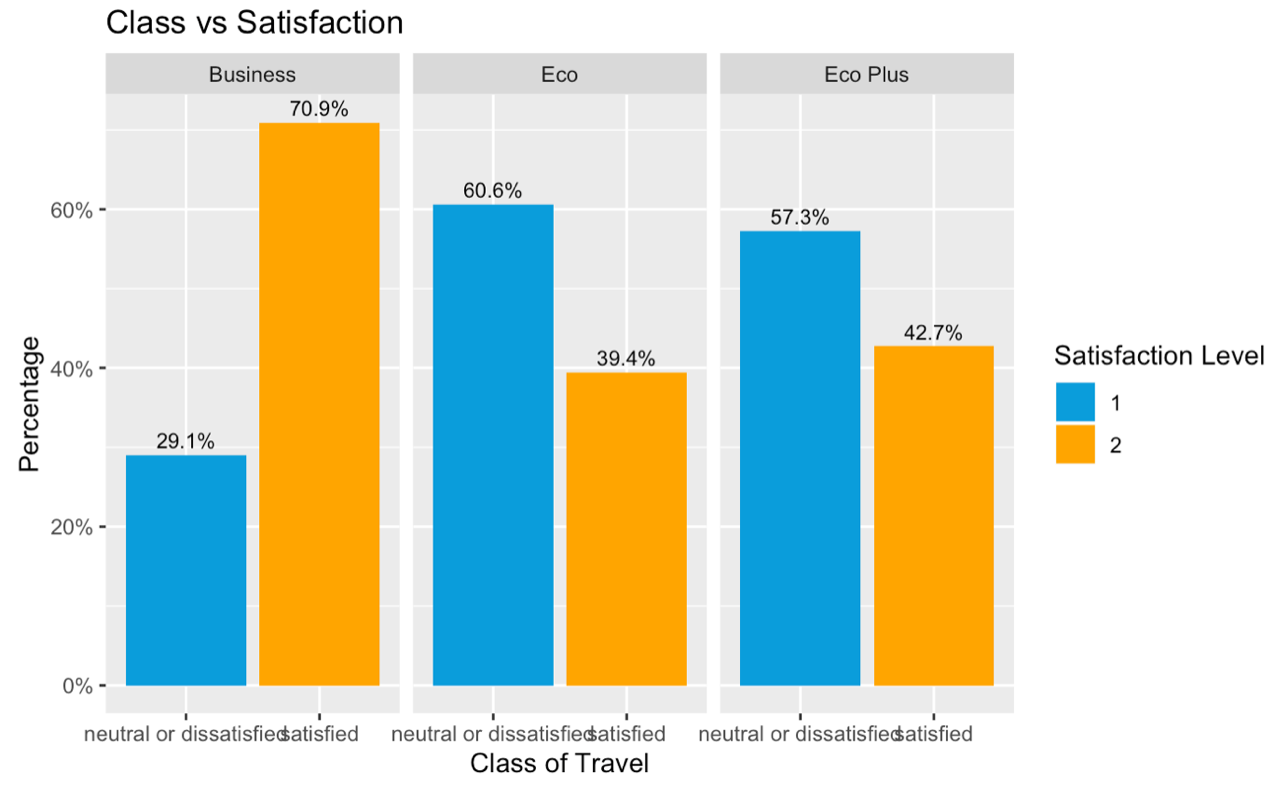 Class vs Satisfaction
Business
Eco
Eco Plus
70.9%
60.6%
57.3%
42.7%
39.4%
29.1%
60%
40%
20%
0%
Percentage
neutral or dissatisfied
satisfied
neutral or dissatisfied
satisfied
neutral or dissatisfied
satisfied
Class of Travel
Satisfaction Level
1
2